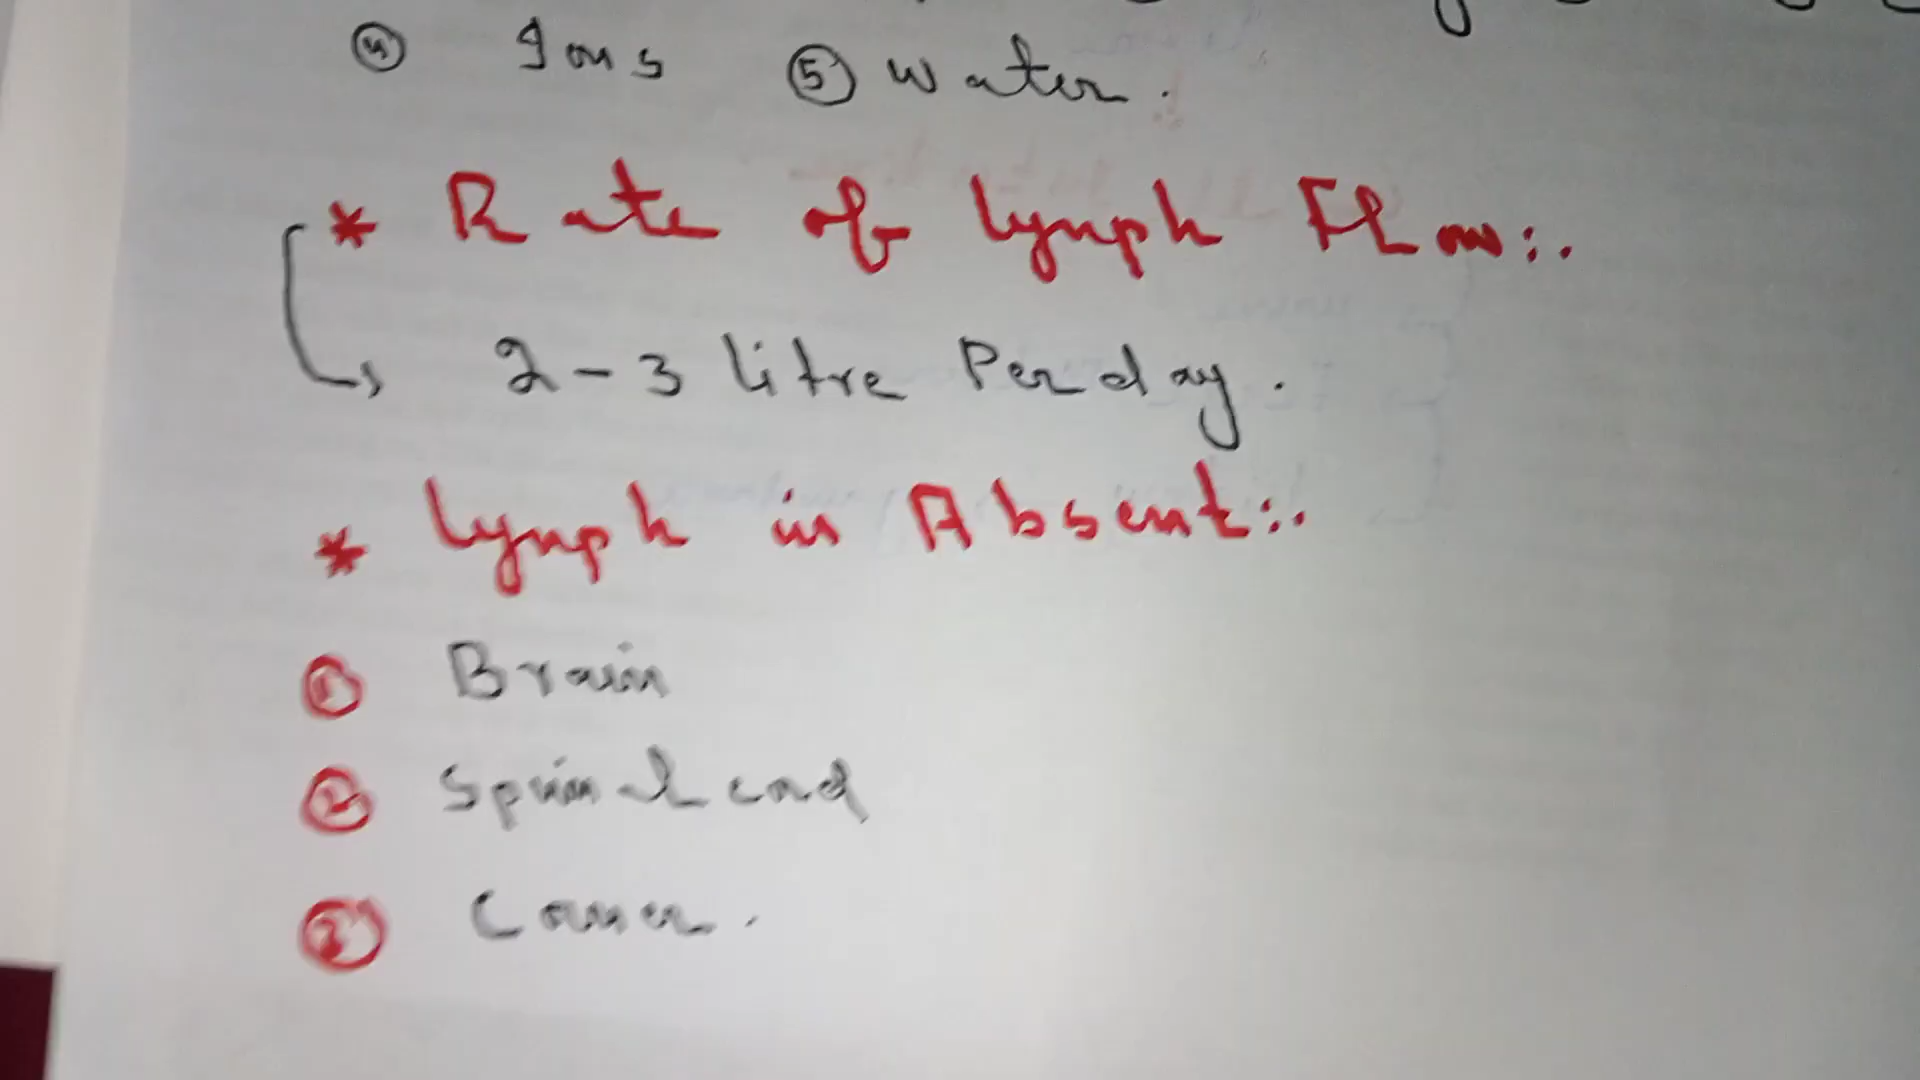 ④ Ions ⑤ Water.
* Rate of lymph Flow:.
↳ 2-3 litre Per day.
* Lymph is Absent:.
① Brain
② Spinal cord
③